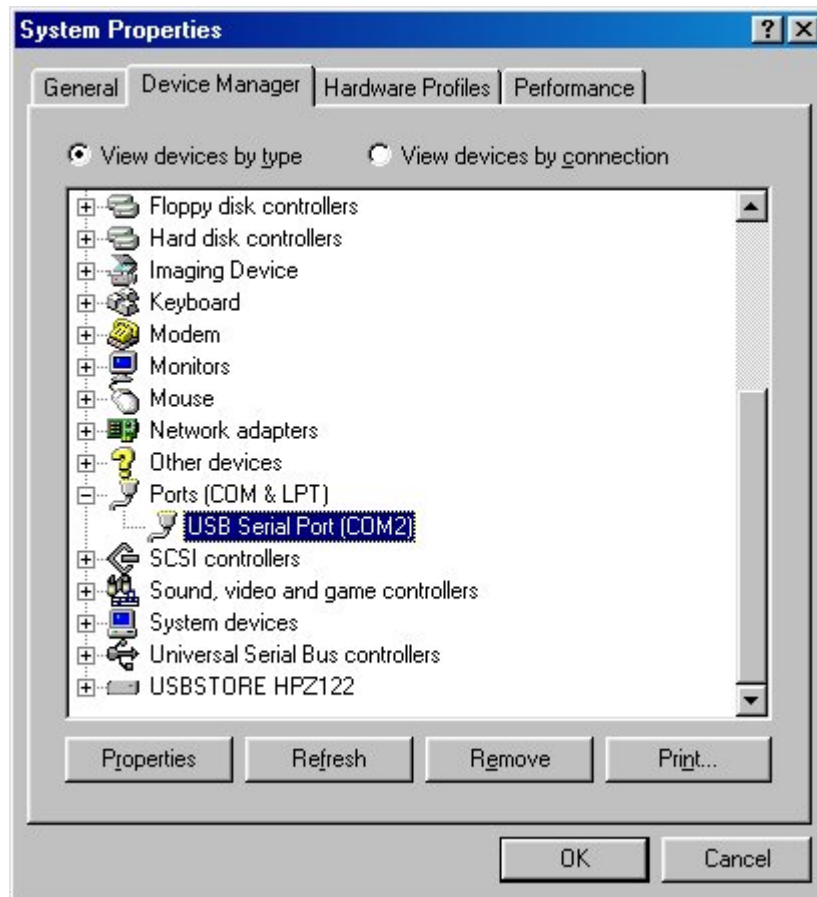 System Properties
General Device Manager Hardware Profiles Performance
View devices by type View devices by connection
Floppy disk controllers
Hard disk controllers
Imaging Device
Keyboard
Modem
Monitors
Mouse
Network adapters
Other devices
Ports (COM & LPT)
USB Serial Port (COM2)
SCSI controllers
Sound, video and game controllers
System devices
Universal Serial Bus controllers
USBSTORE HPZ122
Properties Refresh Remove Print...
OK Cancel